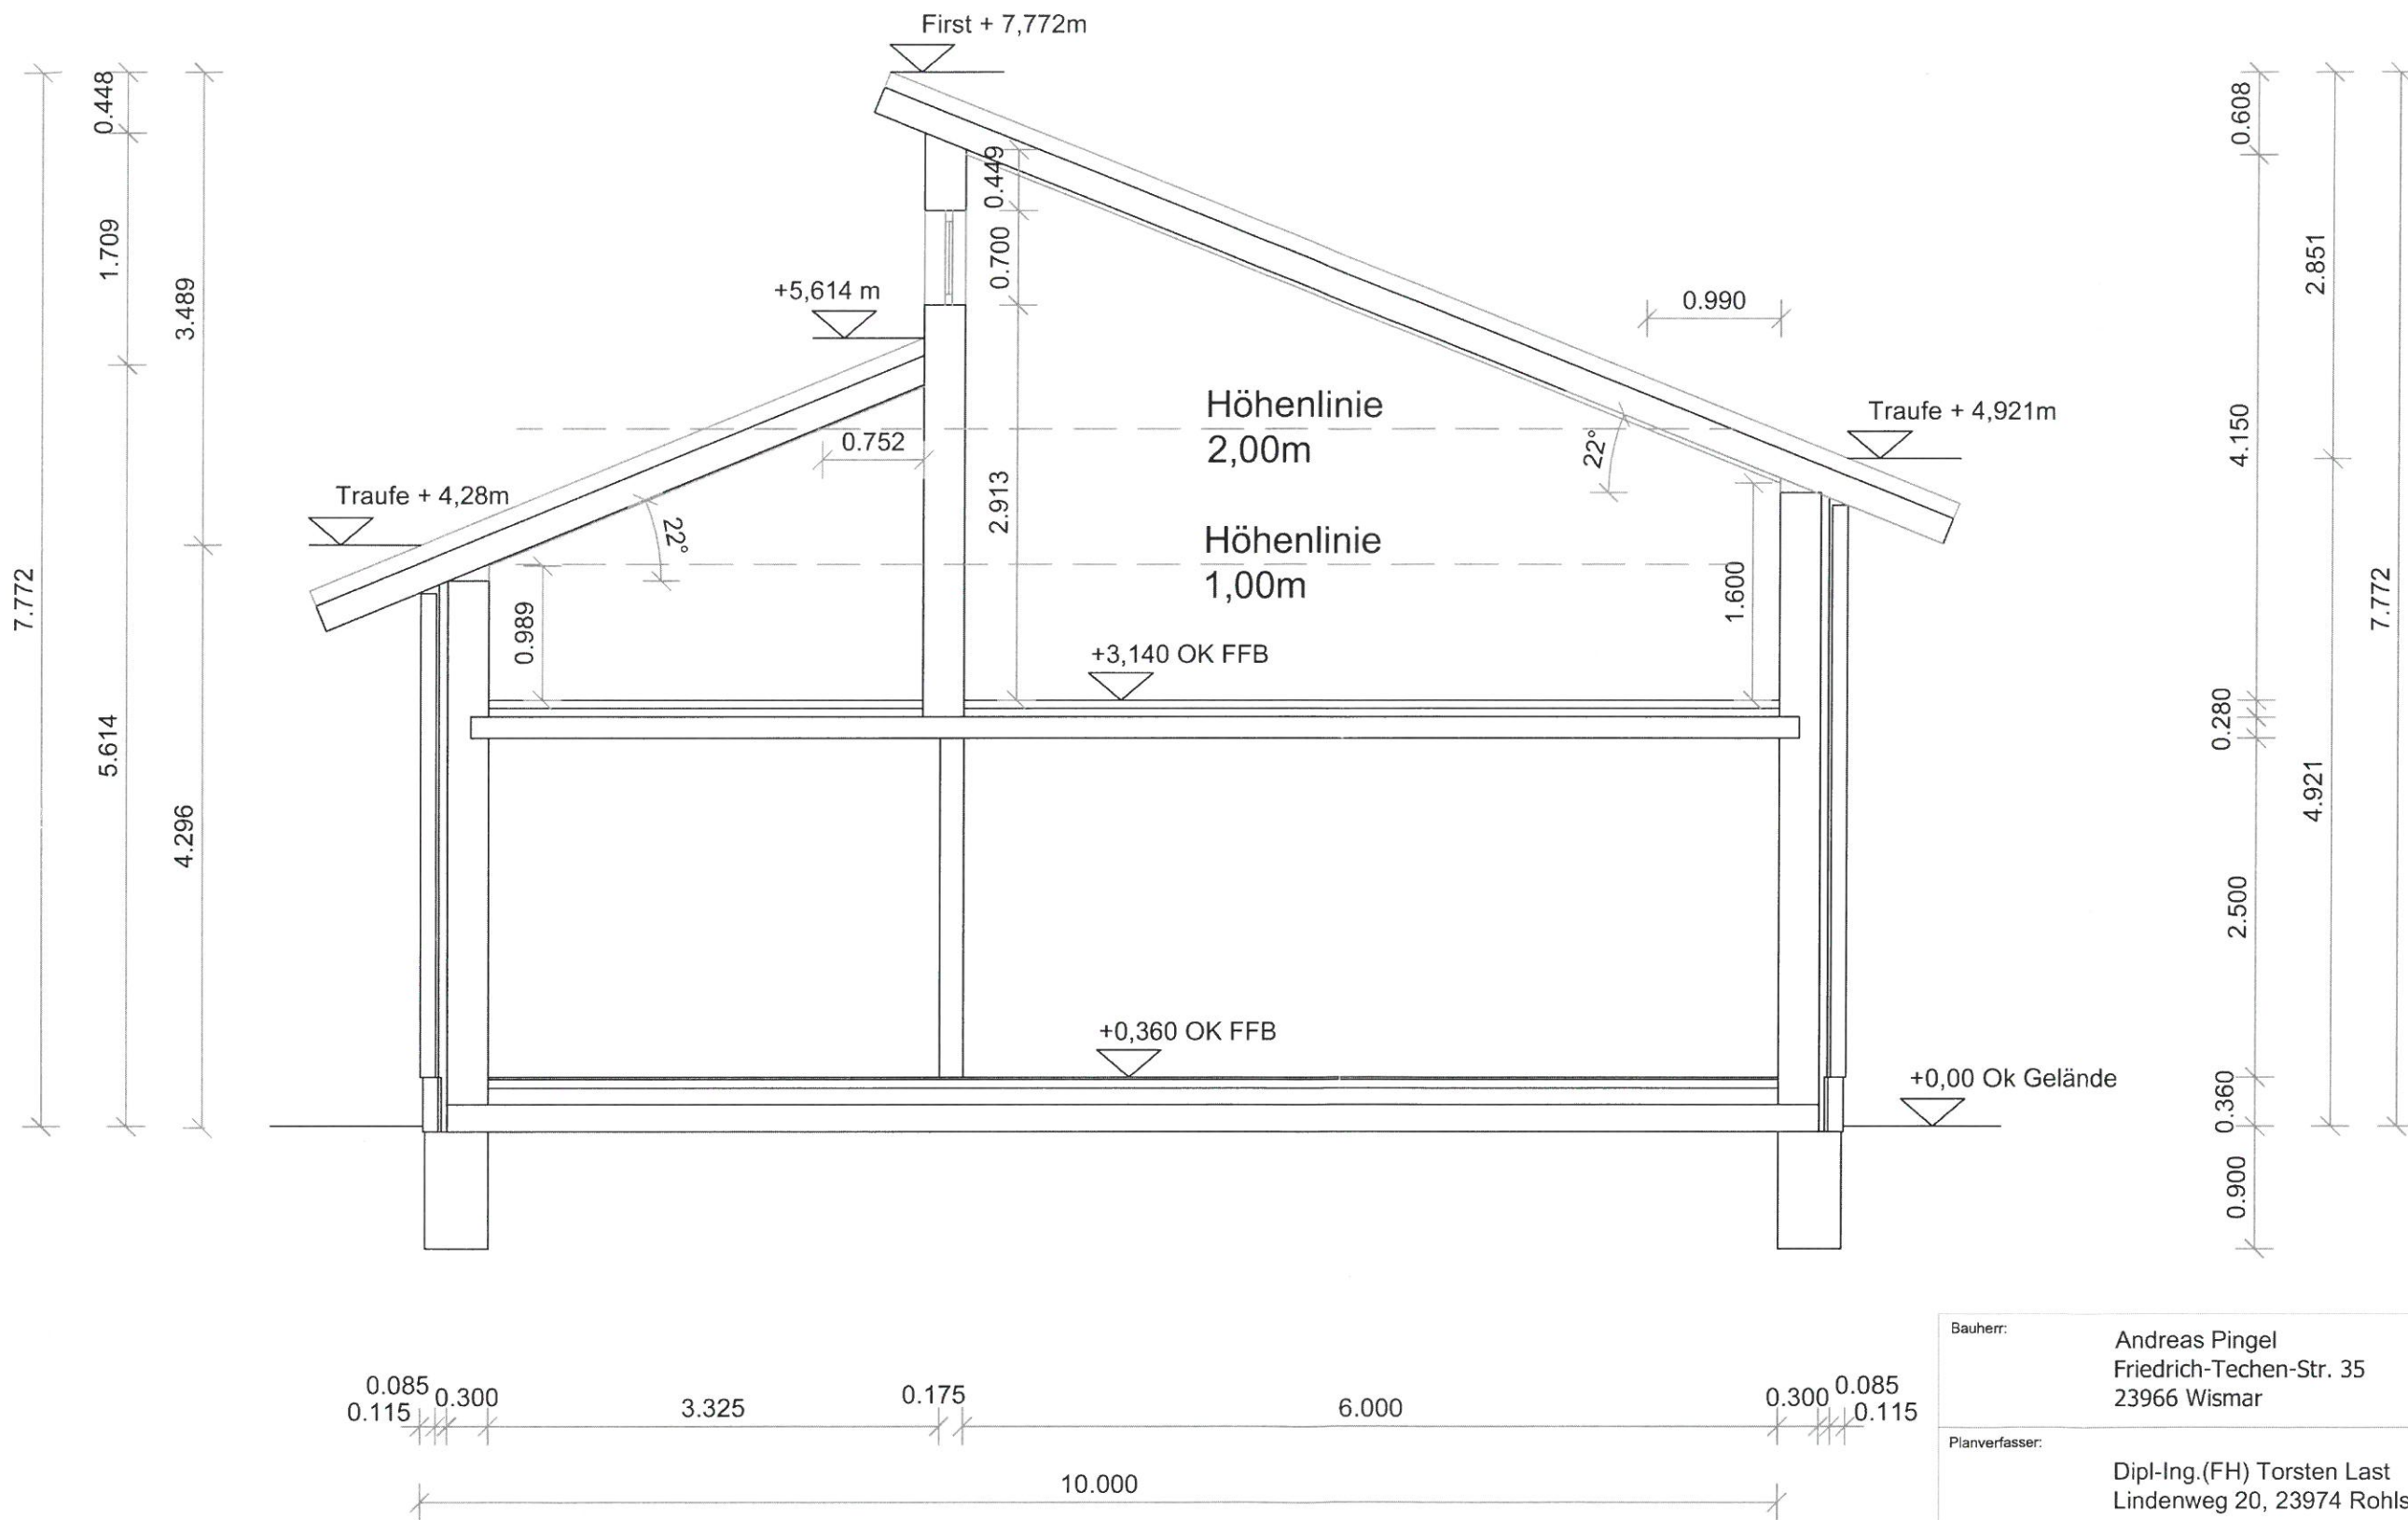 First + 7,772m
0.448
0.608
0.449
1.709
0.700
2.851
3.489
+5,614 m
0.990
Höhenlinie
2,00m
Traufe + 4,921m
0.752
22°
4.150
Traufe + 4,28m
2.913
22°
Höhenlinie
1,00m
7.772
0.989
1.600
7.772
+3,140 OK FFB
5.614
0.280
4.296
4.921
2.500
+0,360 OK FFB
+0,00 Ok Gelände
0.360
0.900
Bauherr:
Andreas Pingel
Friedrich-Techen-Str. 35
23966 Wismar
0.085
0.115
0.300
3.325
0.175
6.000
0.300
0.085
0.115
Planverfasser:
Dipl-Ing.(FH) Torsten Last
Lindenweg 20, 23974 Rohls
10.000